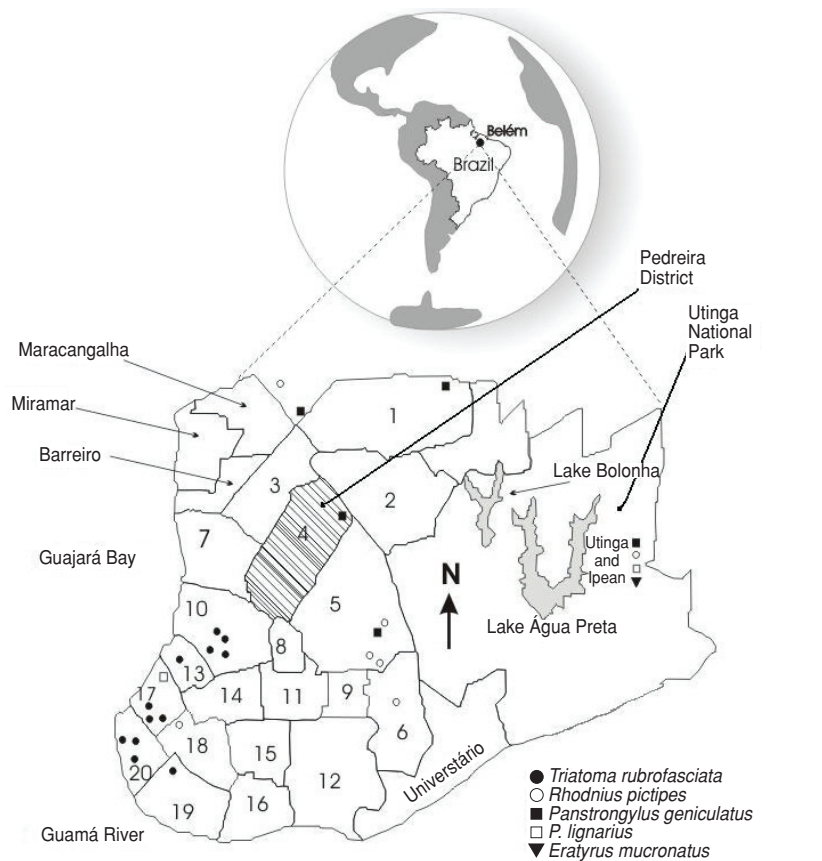 Belém
Brazil
Pedreira
District
Utinga
National
Park
Maracangalha
Miramar
Barreiro
1
Lake Bolonha
3
2
4
7
Guajará Bay
Utinga
and
Ipean
N
5
10
Lake Água Preta
8
13
17
14
11
9
6
18
15
20
12
Universtário
19
16
Guamá River
Triatoma rubrofasciata
Rhodnius pictipes
Panstrongylus geniculatus
P. lignarius
Eratyrus mucronatus